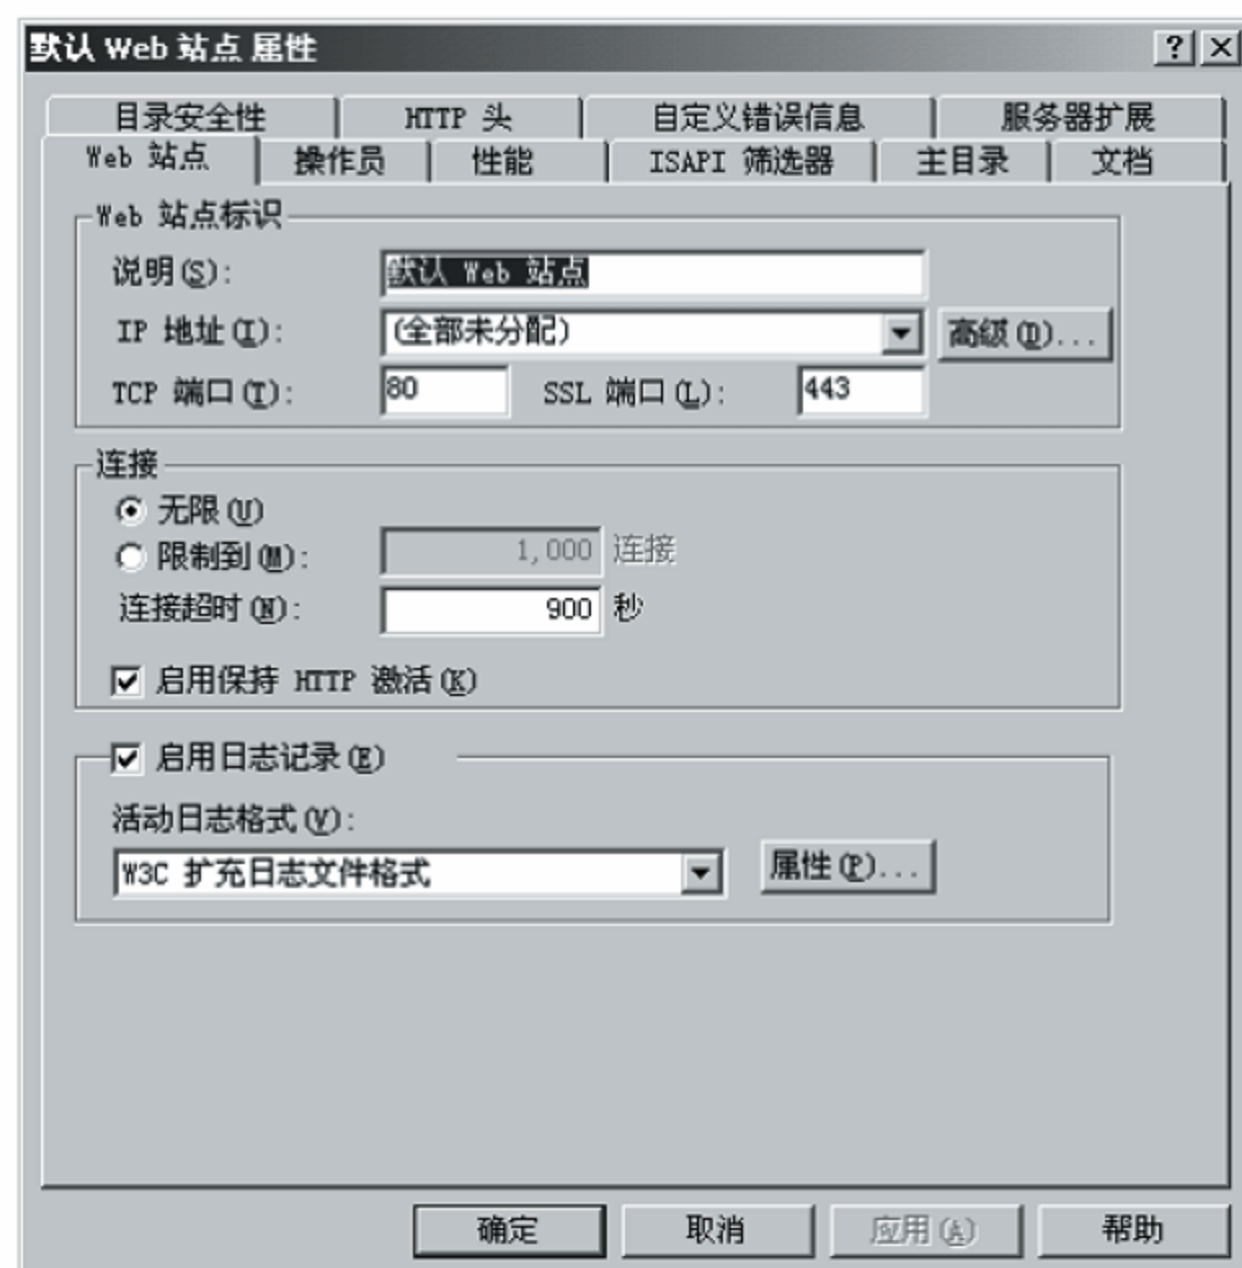 默认 Web 站点 属性
目录安全性 HTTP 头 自定义错误信息 服务器扩展
Web 站点 操作员 性能 ISAPI 筛选器 主目录 文档
Web 站点标识
说明(S): 默认 Web 站点
IP 地址(I): (全部未分配) 高级(D)...
TCP 端口(T): 80 SSL 端口(L): 443
连接
无限(U)
限制到(M): 1,000 连接
连接超时(N): 900 秒
启用保持 HTTP 激活(K)
启用日志记录(E)
活动日志格式(V):
W3C 扩充日志文件格式 属性(P)...
确定 取消 应用(A) 帮助